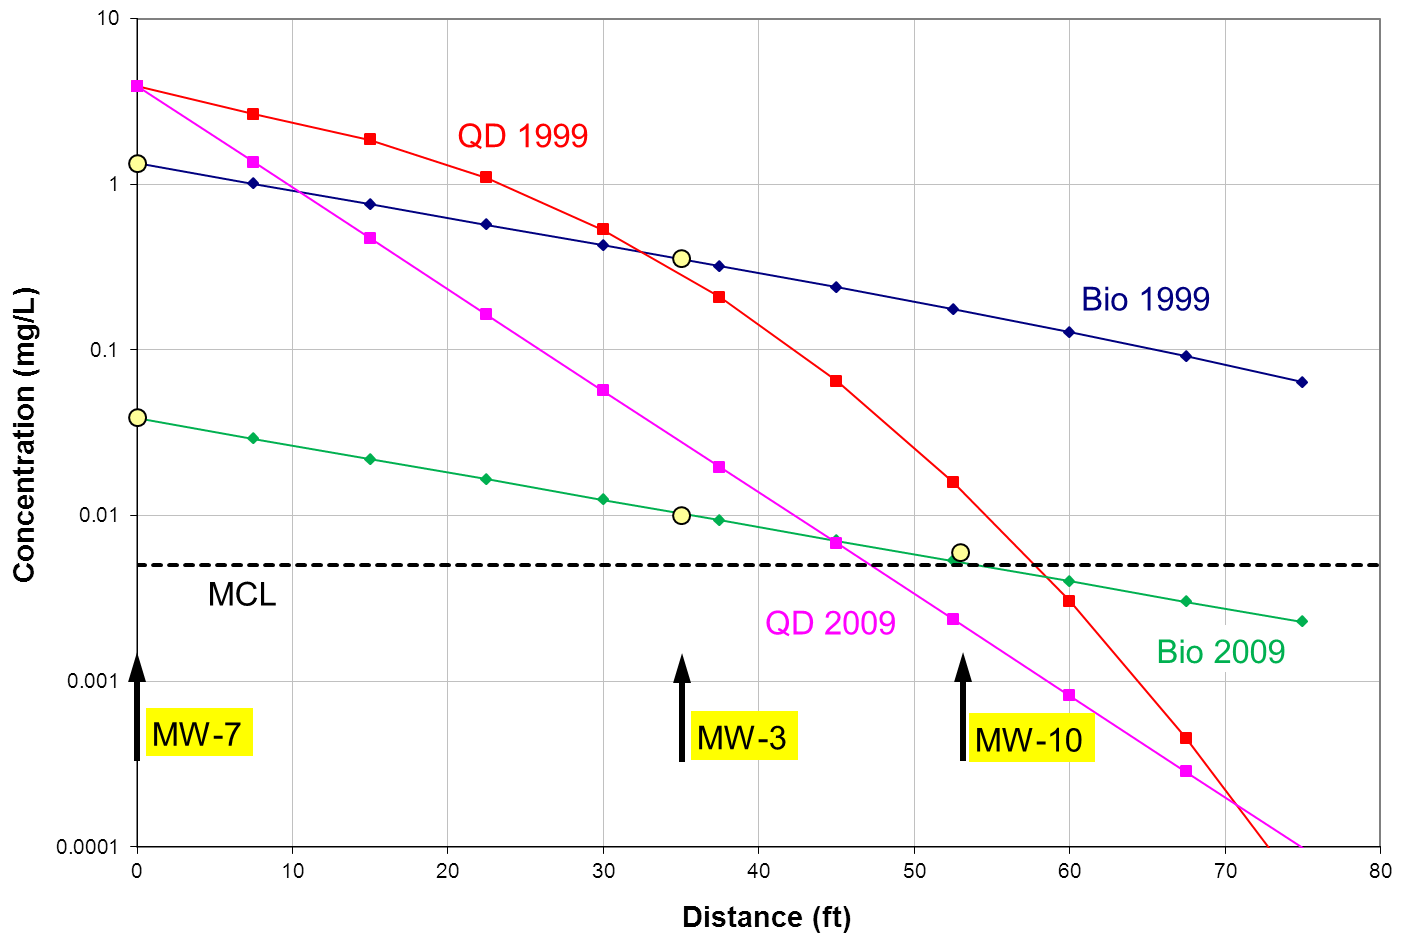 10
1
0.1
0.01
0.001
0.0001
Concentration (mg/L)
QD 1999
Bio 1999
MCL
QD 2009
Bio 2009
MW-7
MW-3
MW-10
0 10 20 30 40 50 60 70 80
Distance (ft)